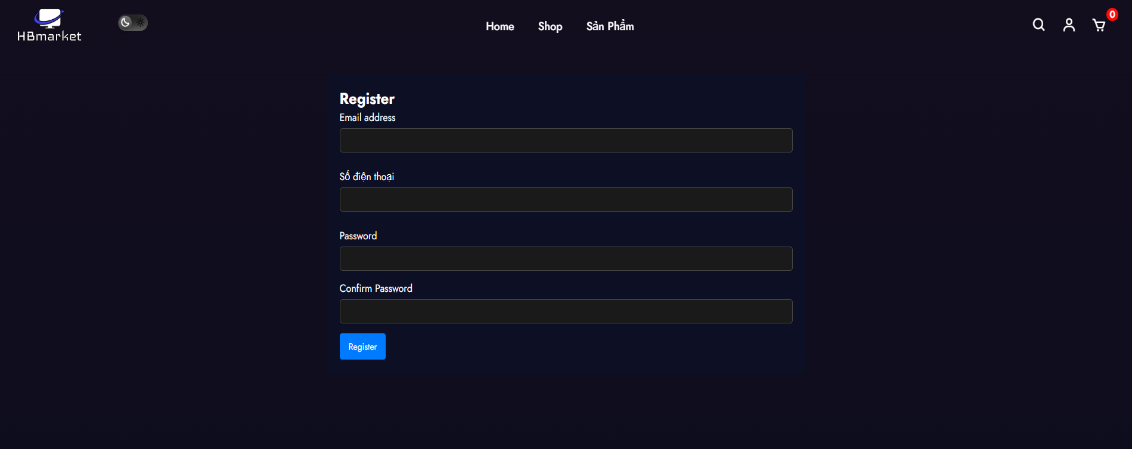 HBmarket
Home Shop Sản Phẩm
0
Register
Email address
Số điện thoại
Password
Confirm Password
Register